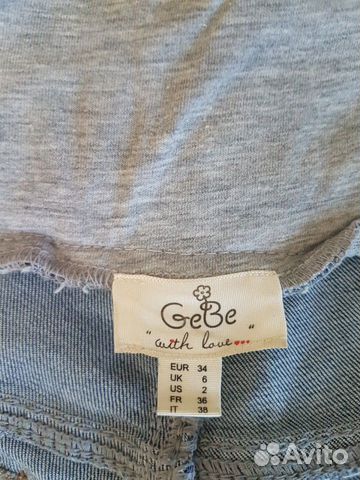 GeBe
"with love..."
EUR 34
UK 6
US 2
FR 36
IT 38
Avito